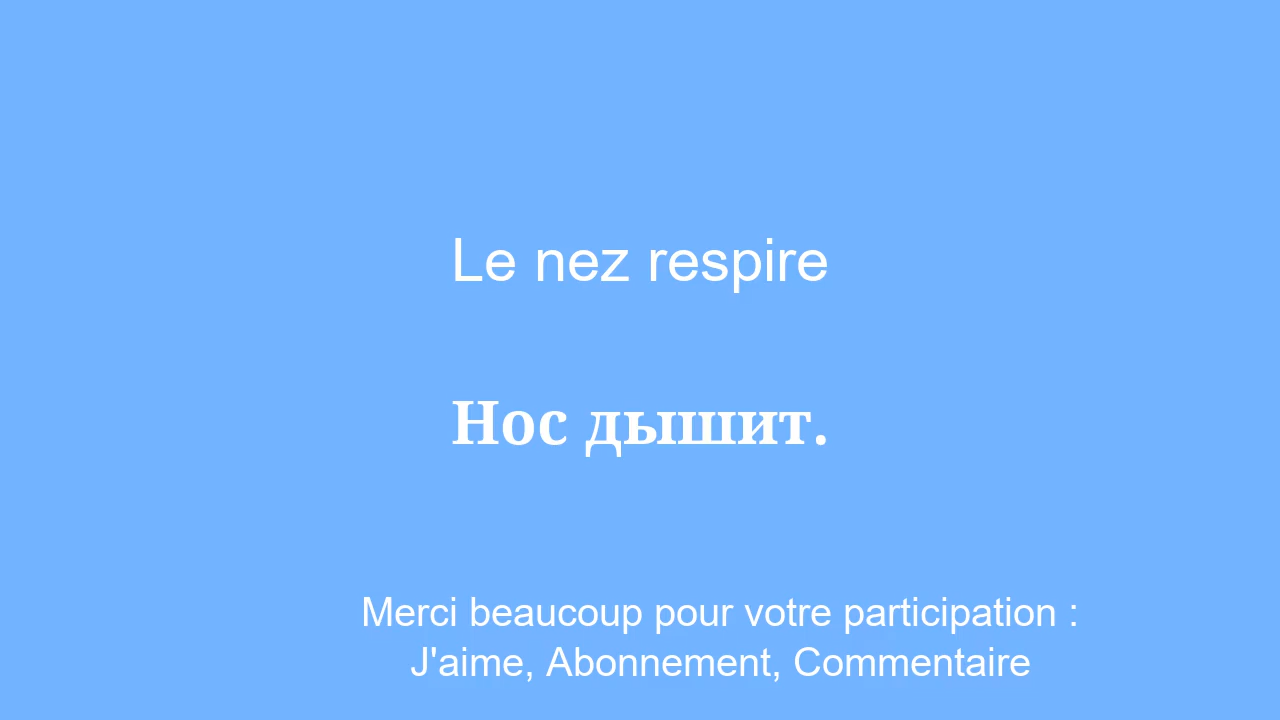 Le nez respire
Нос дышит.
Merci beaucoup pour votre participation :
J'aime, Abonnement, Commentaire